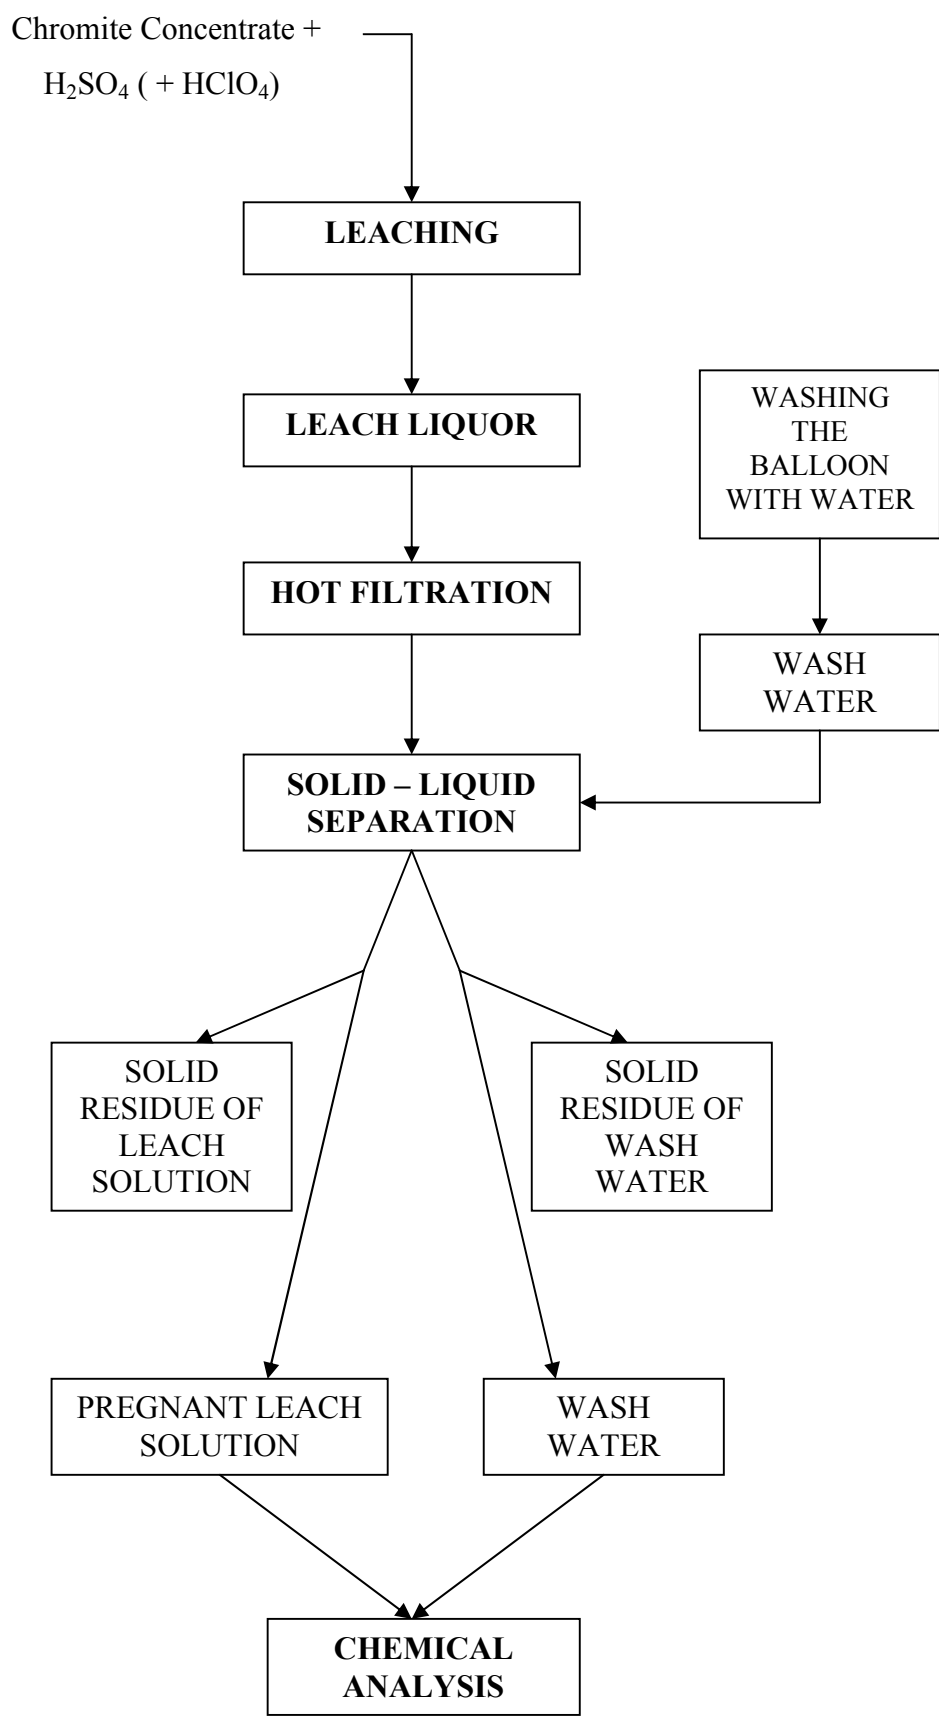 Chromite Concentrate +
H₂SO₄ ( + HClO₄)
LEACHING
LEACH LIQUOR
WASHING
THE
BALLOON
WITH WATER
HOT FILTRATION
WASH
WATER
SOLID – LIQUID
SEPARATION
SOLID
RESIDUE OF
LEACH
SOLUTION
SOLID
RESIDUE OF
WASH
WATER
PREGNANT LEACH
SOLUTION
WASH
WATER
CHEMICAL
ANALYSIS